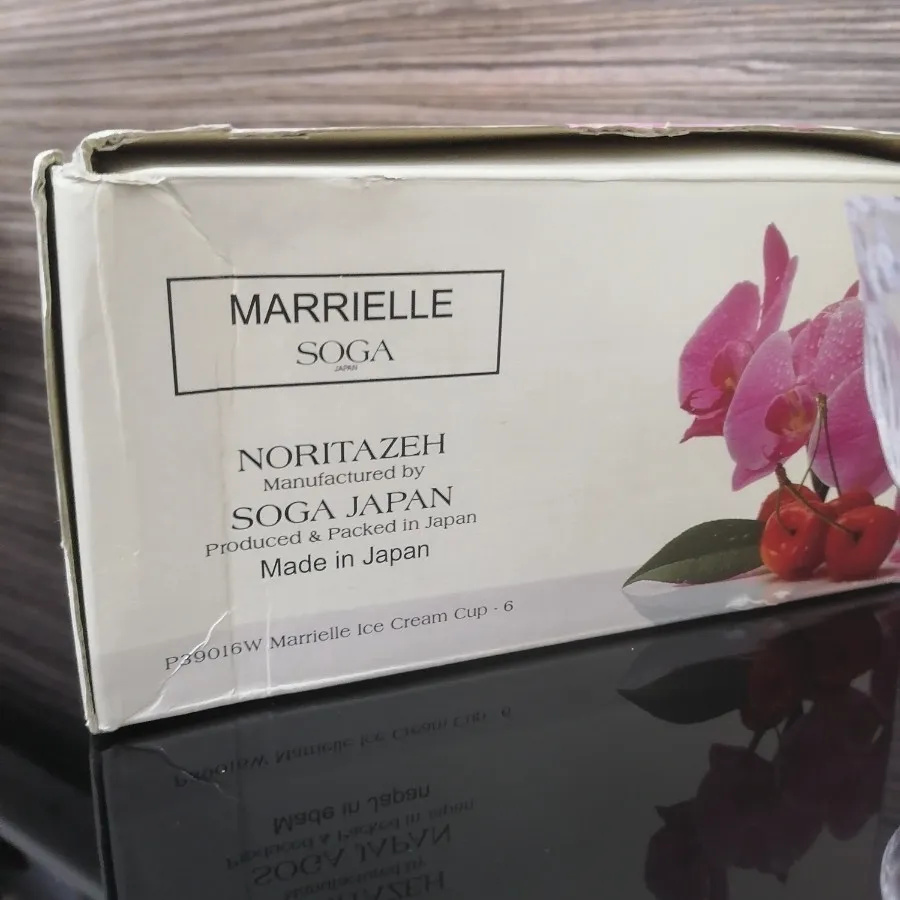 MARRIELLE
SOGA
JAPAN
NORITAZEH
Manufactured by
SOGA JAPAN
Produced & Packed in Japan
Made in Japan
P39016W Marrielle Ice Cream Cup · 6